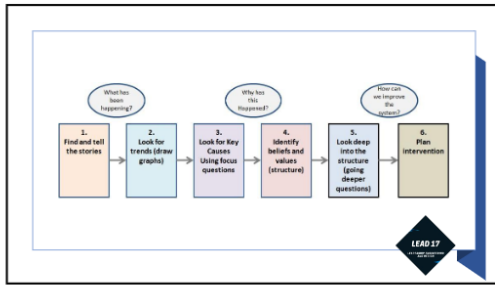 What has
been
happening?
Why has
this
Happened?
How can
we improve
the
system?
1.
Find and tell
the stories
2.
Look for
trends (draw
graphs)
3.
Look for Key
Causes
Using focus
questions
4.
Identify
beliefs and
values
(structure)
5.
Look deep
into the
structure
(going
deeper
questions)
6.
Plan
intervention
LEAD 17